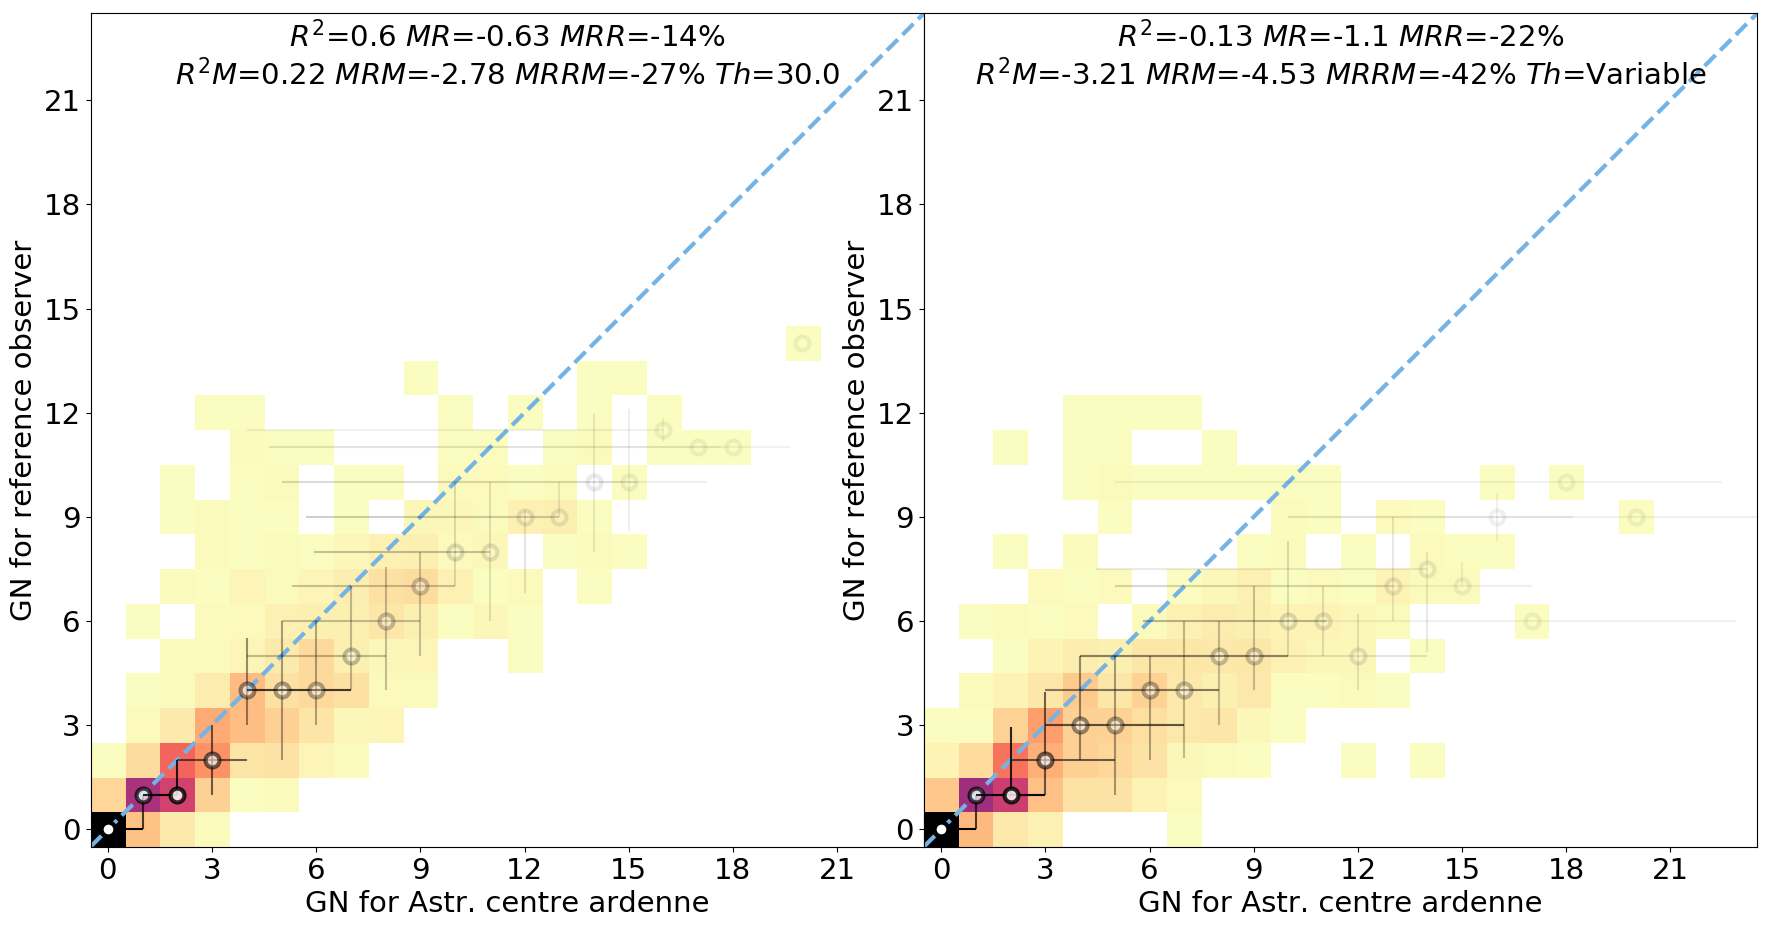 R²=0.6 MR=-0.63 MRR=-14%
R²M=0.22 MRM=-2.78 MRRM=-27% Th=30.0
21
18
15
12
9
6
3
0
GN for reference observer
0 3 6 9 12 15 18 21
GN for Astr. centre ardenne
R²=-0.13 MR=-1.1 MRR=-22%
R²M=-3.21 MRM=-4.53 MRRM=-42% Th=Variable
21
18
15
12
9
6
3
0
GN for reference observer
0 3 6 9 12 15 18 21
GN for Astr. centre ardenne